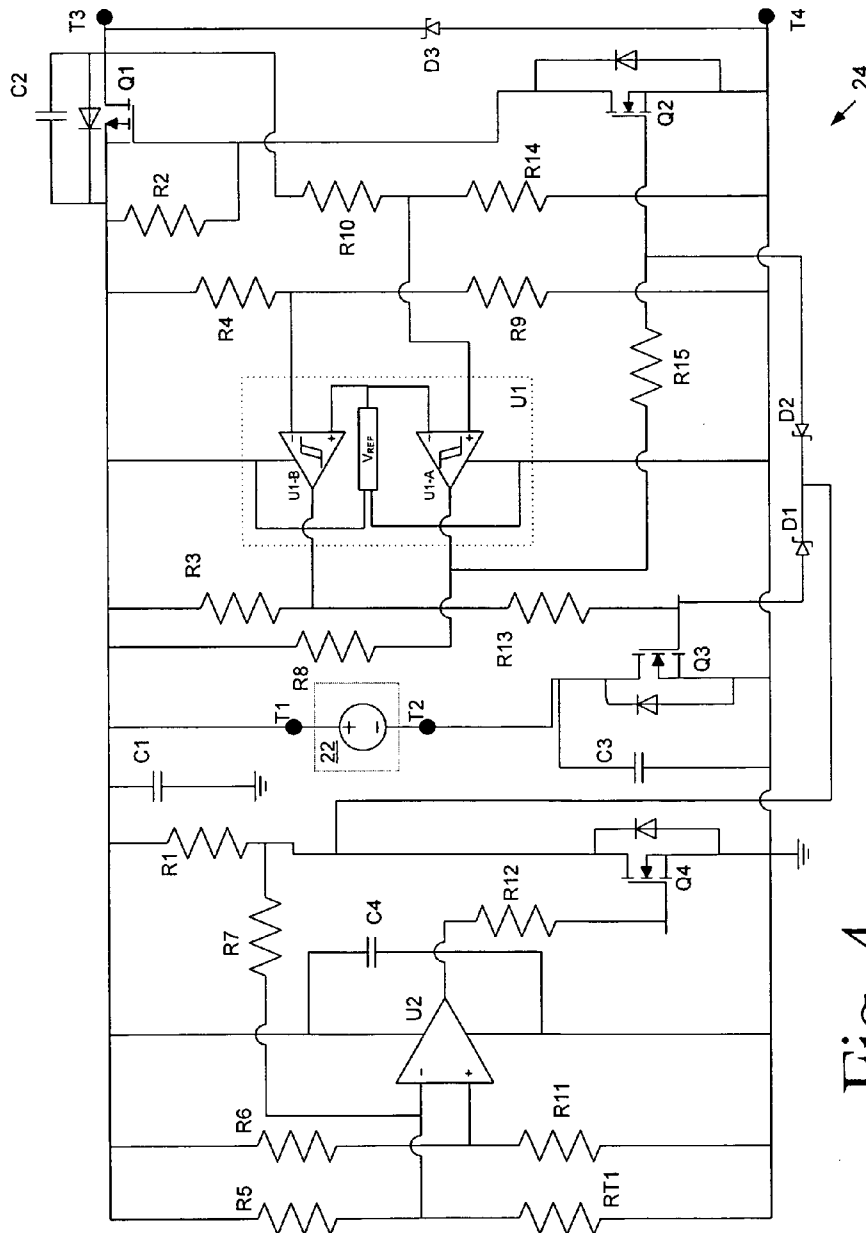 T3
T4
C2
Q1
D3
24
R2
Q2
R10
R14
R4
R9
R15
U1
U1-B
VREF
U1-A
- +
- +
D2
D1
R3
R8
R13
Q3
T1
22
+ -
T2
C1
C3
R1
R7
C4
R12
Q4
U2
- +
R6
R11
R5
RT1
Fig. 4